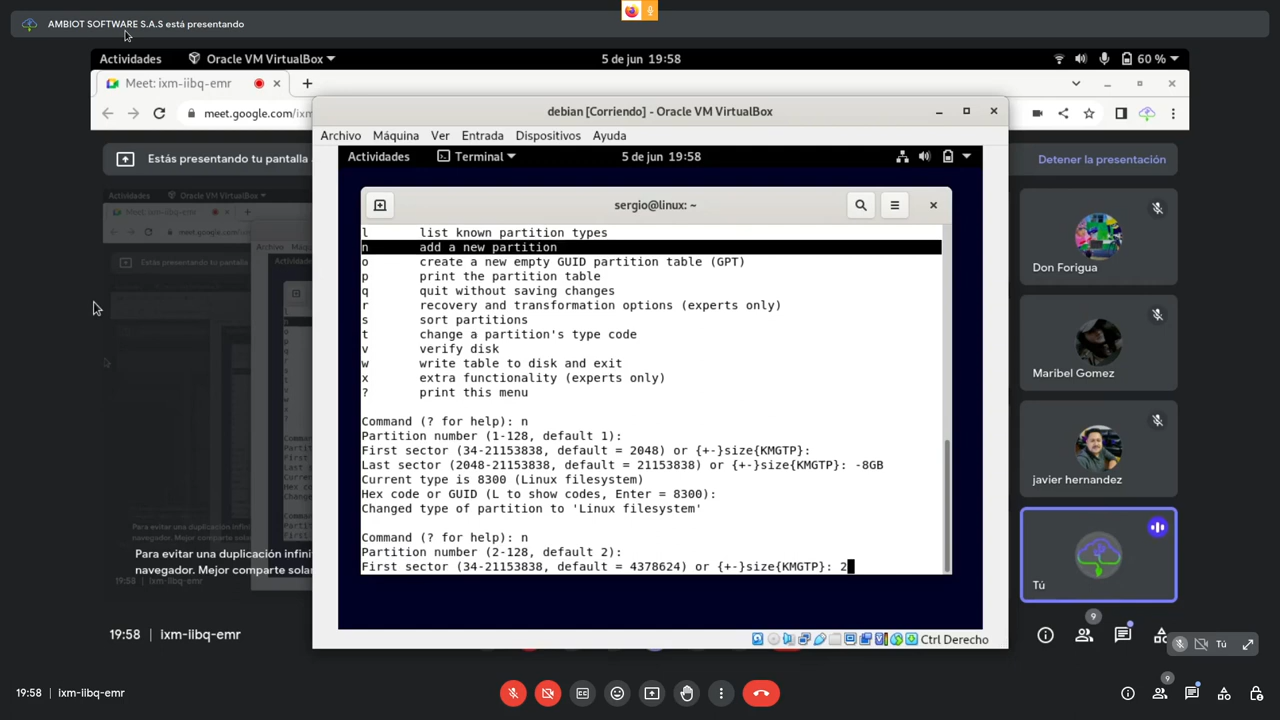 AMBIOT SOFTWARE S.A.S está presentando
Actividades
Oracle VM VirtualBox
5 de jun 19:58
60 %
Meet: ixm-iibq-emr
meet.google.com/ixm
debian [Corriendo] - Oracle VM VirtualBox
Archivo Máquina Ver Entrada Dispositivos Ayuda
Estás presentando tu pantalla
Detener la presentación
Actividades
Terminal
5 de jun 19:58
sergio@linux: ~
l list known partition types
n add a new partition
o create a new empty GUID partition table (GPT)
p print the partition table
q quit without saving changes
r recovery and transformation options (experts only)
s sort partitions
t change a partition's type code
v verify disk
w write table to disk and exit
x extra functionality (experts only)
? print this menu
Command (? for help): n
Partition number (1-128, default 1):
First sector (34-21153838, default = 2048) or {+-}size{KMGTP}:
Last sector (2048-21153838, default = 21153838) or {+-}size{KMGTP}: -8GB
Current type is 8300 (Linux filesystem)
Hex code or GUID (L to show codes, Enter = 8300):
Changed type of partition to 'Linux filesystem'
Command (? for help): n
Partition number (2-128, default 2):
First sector (34-21153838, default = 4378624) or {+-}size{KMGTP}: 2
Ctrl Derecho
Don Forigua
Maribel Gomez
javier hernandez
Tú
Para evitar una duplicación infini
navegador. Mejor comparte solar
19:58 | ixm-iibq-emr
9
Tú
19:58 | ixm-iibq-emr
9